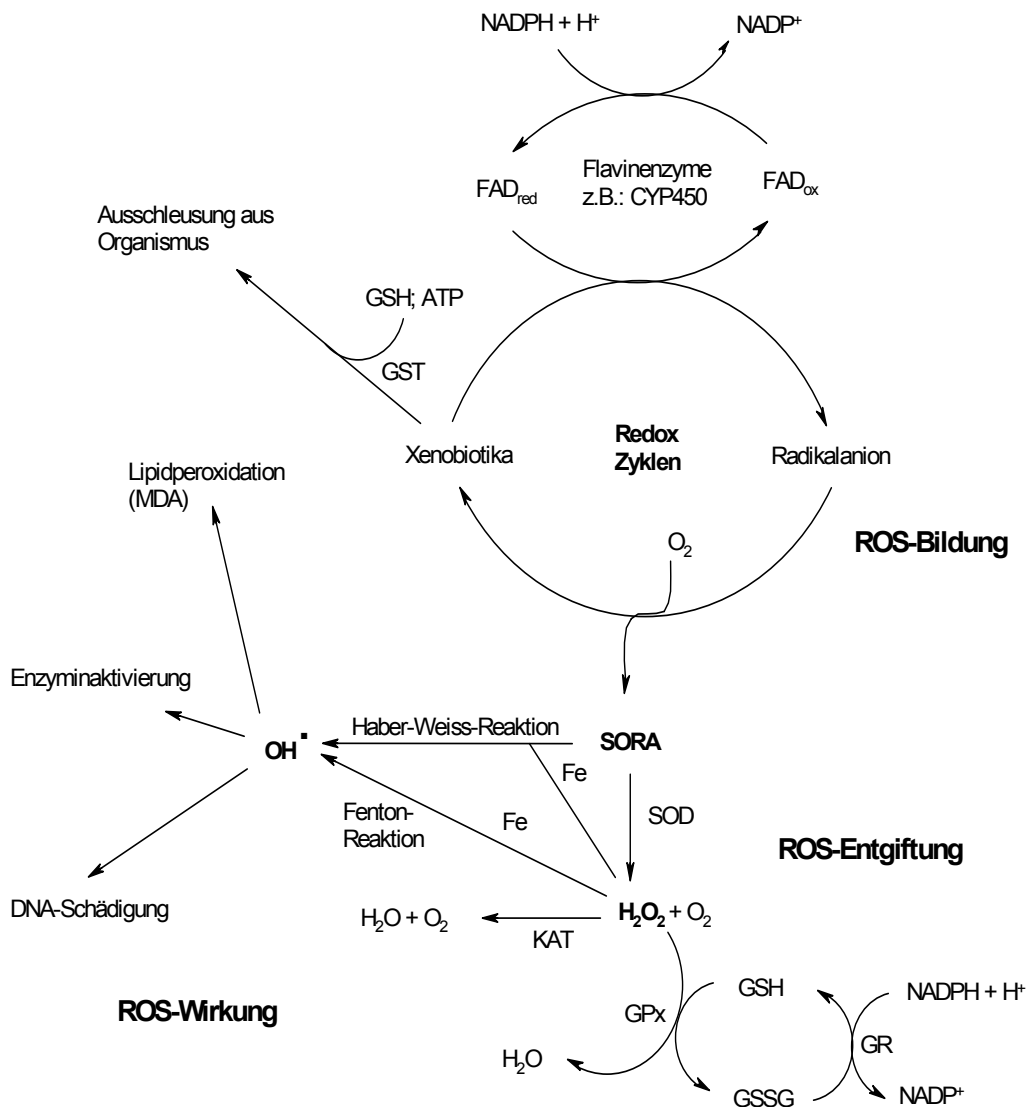 NADPH + H⁺
NADP⁺
Flavinenzyme
z.B.: CYP450
FAD_red
FAD_ox
Ausschleusung aus
Organismus
GSH; ATP
GST
Xenobiotika
Redox
Zyklen
Radikalanion
Lipidperoxidation
(MDA)
O₂
ROS-Bildung
Enzyminaktivierung
Haber-Weiss-Reaktion
OH▪
SORA
Fe
Fenton-
Reaktion
Fe
SOD
ROS-Entgiftung
DNA-Schädigung
H₂O + O₂
KAT
H₂O₂ + O₂
ROS-Wirkung
GPx
GSH
NADPH + H⁺
GR
H₂O
GSSG
NADP⁺